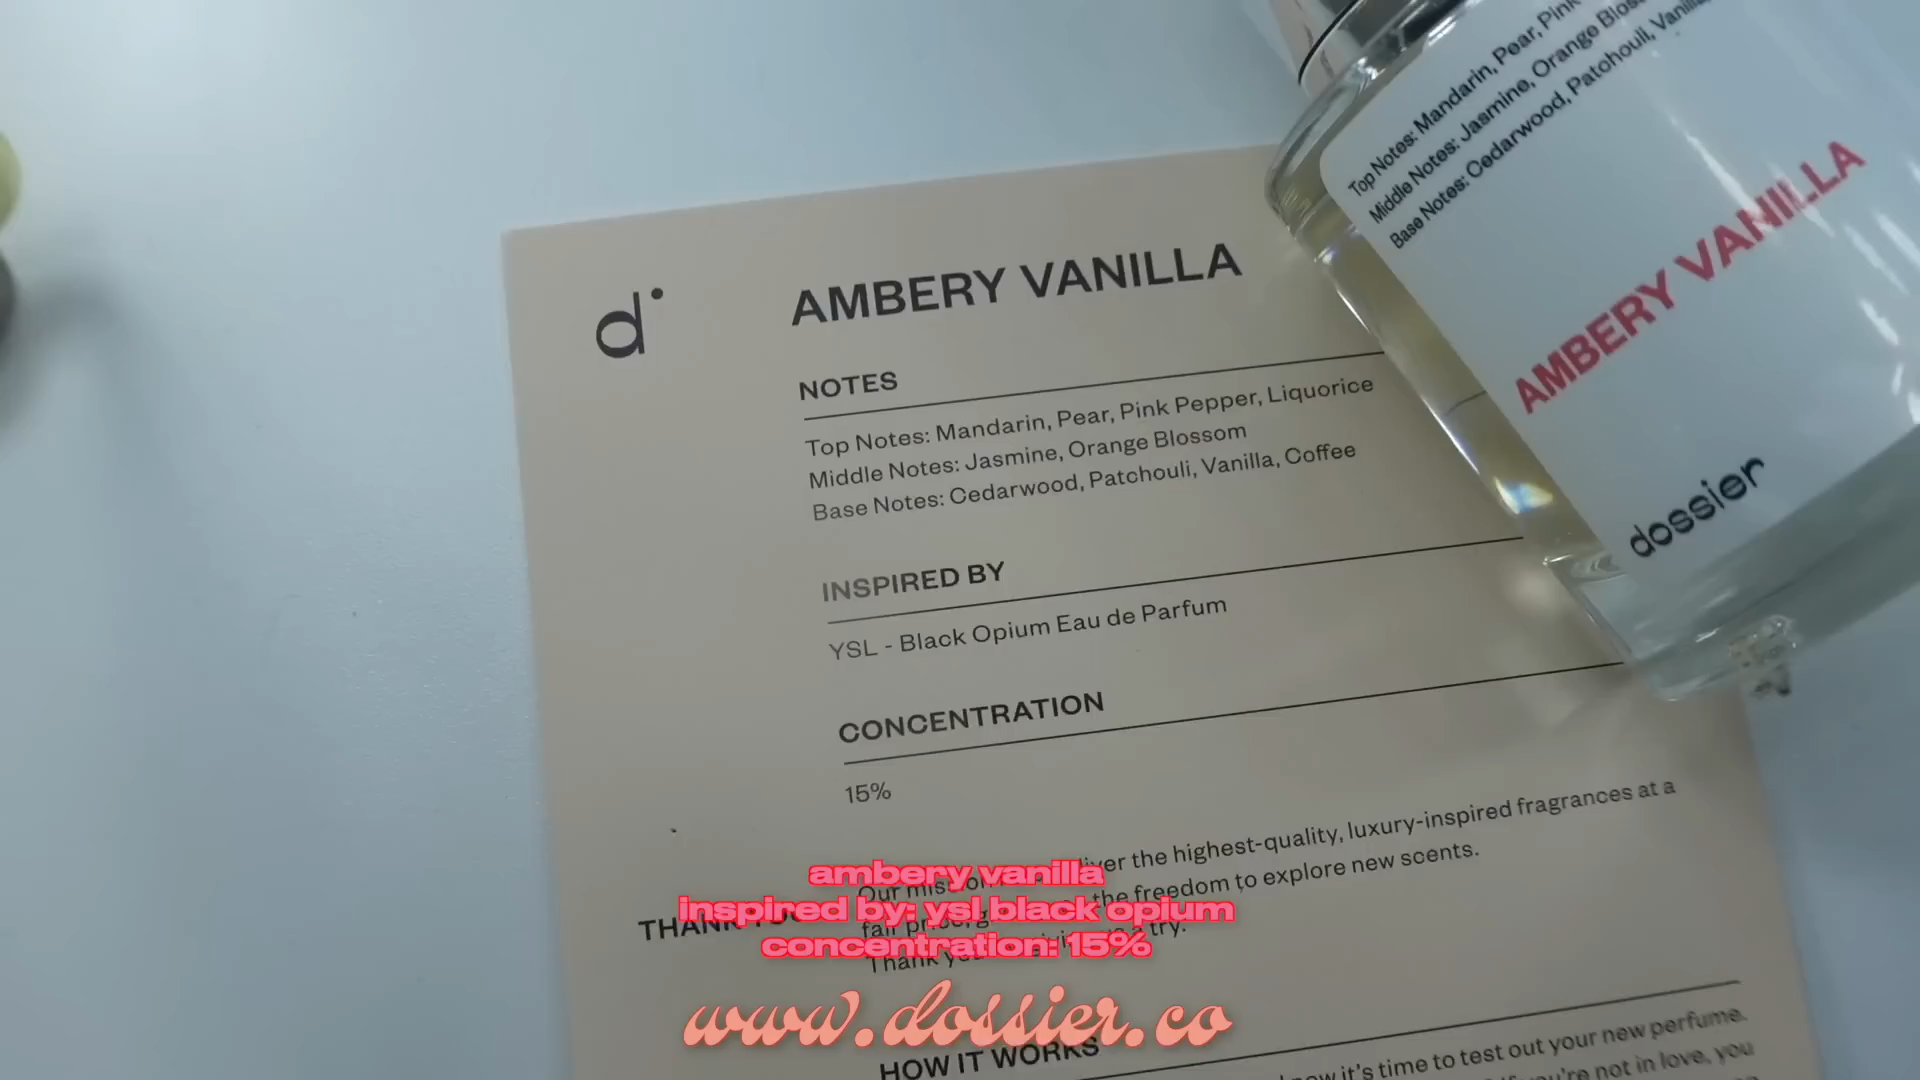 Top Notes: Mandarin, Pear, Pink
Middle Notes: Jasmine, Orange
Base Notes: Cedarwood, Patchouli,
AMBERY VANILLA
dossier
d
AMBERY VANILLA
NOTES
Top Notes: Mandarin, Pear, Pink Pepper, Liquorice
Middle Notes: Jasmine, Orange Blossom
Base Notes: Cedarwood, Patchouli, Vanilla, Coffee
INSPIRED BY
YSL - Black Opium Eau de Parfum
CONCENTRATION
15%
Our the highest-quality, luxury-inspired fragrances at a
the freedom to explore new scents.
try.
Thank
ambery vanilla
inspired by: ysl black opium
concentration: 15%
www.dossier.co
HOW IT WORKS
it's time to test out your new perfume.
not in love, you